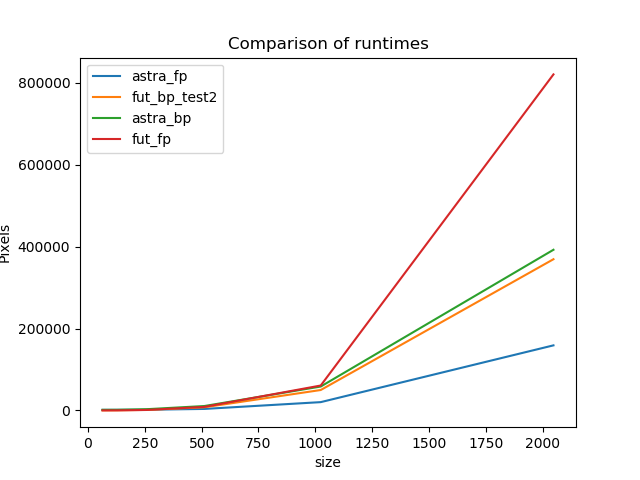 Comparison of runtimes
astra_fp
fut_bp_test2
astra_bp
fut_fp
800000
600000
400000
200000
0
Pixels
0 250 500 750 1000 1250 1500 1750 2000
size